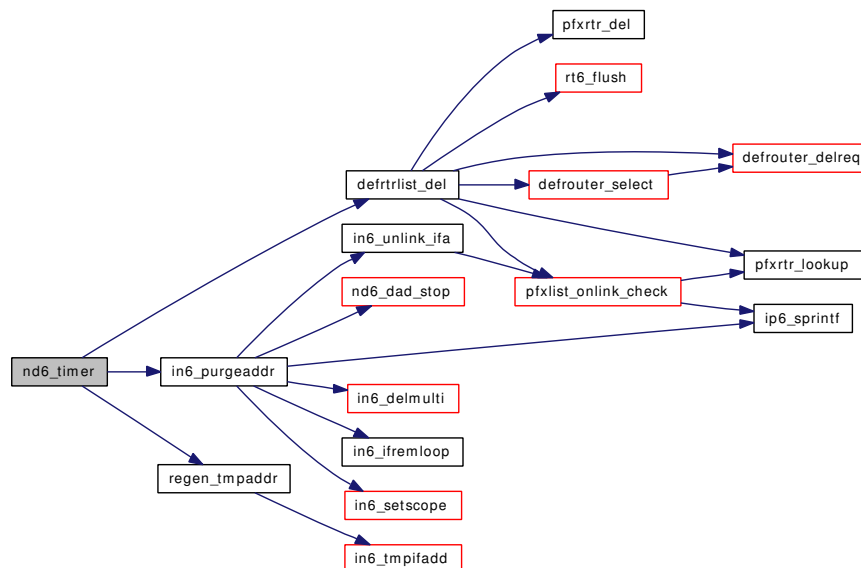 pfxrtr_del
rt6_flush
defrouter_delreq
defrtrlist_del
defrouter_select
in6_unlink_ifa
pfxrtr_lookup
nd6_dad_stop
pfxlist_onlink_check
ip6_sprintf
nd6_timer
in6_purgeaddr
in6_delmulti
in6_ifremloop
regen_tmpaddr
in6_setscope
in6_tmpifadd